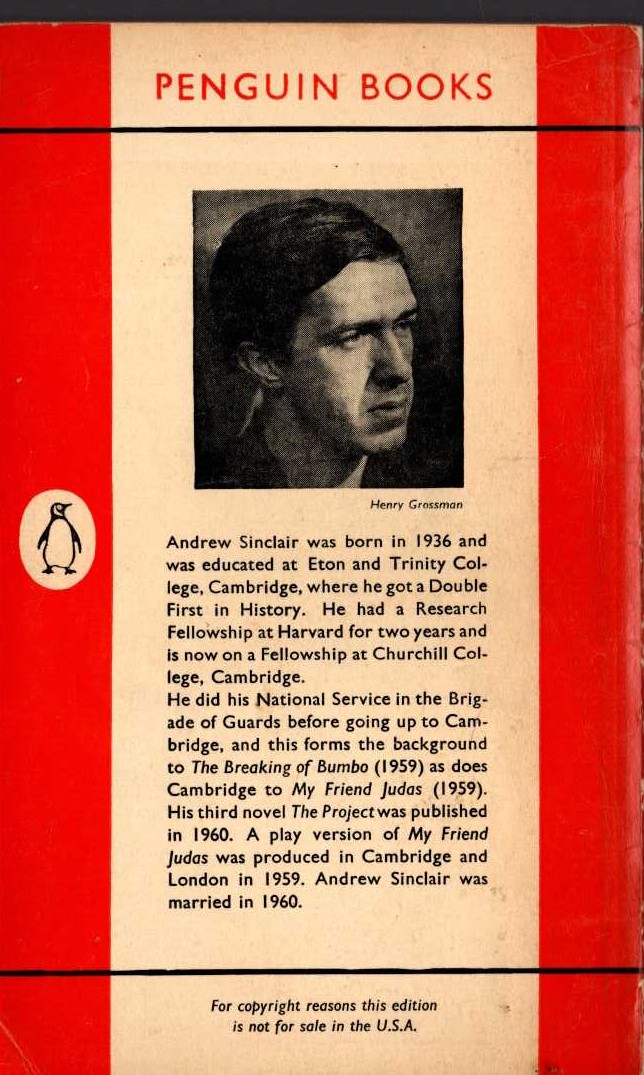 PENGUIN BOOKS
Henry Grossman
Andrew Sinclair was born in 1936 and
was educated at Eton and Trinity Col-
lege, Cambridge, where he got a Double
First in History. He had a Research
Fellowship at Harvard for two years and
is now on a Fellowship at Churchill Col-
lege, Cambridge.
He did his National Service in the Brig-
ade of Guards before going up to Cam-
bridge, and this forms the background
to The Breaking of Bumbo (1959) as does
Cambridge to My Friend Judas (1959).
His third novel The Project was published
in 1960. A play version of My Friend
Judas was produced in Cambridge and
London in 1959. Andrew Sinclair was
married in 1960.
For copyright reasons this edition
is not for sale in the U.S.A.